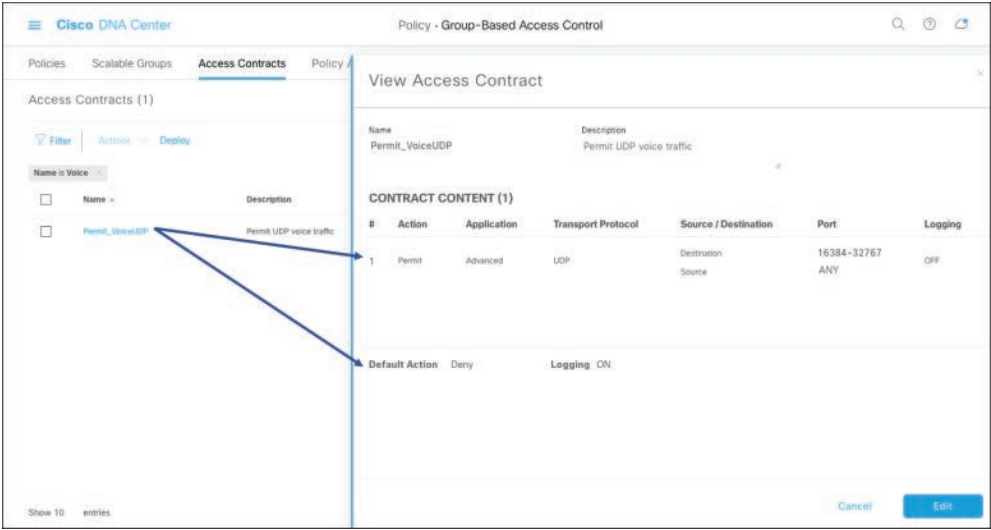 Cisco DNA Center
Policy • Group-Based Access Control
Policies Scalable Groups Access Contracts Policy
Access Contracts (1)
Filter Actions Deploy
Name is Voice
Name Description
Permit_VoiceUDP Permit UDP voice traffic
Show 10 entries
View Access Contract
Name Description
Permit_VoiceUDP Permit UDP voice traffic
CONTRACT CONTENT (1)
# Action Application Transport Protocol Source / Destination Port Logging
1 Permit Advanced UDP Destination 16384-32767 OFF
Source ANY
Default Action Deny Logging ON
Cancel Edit